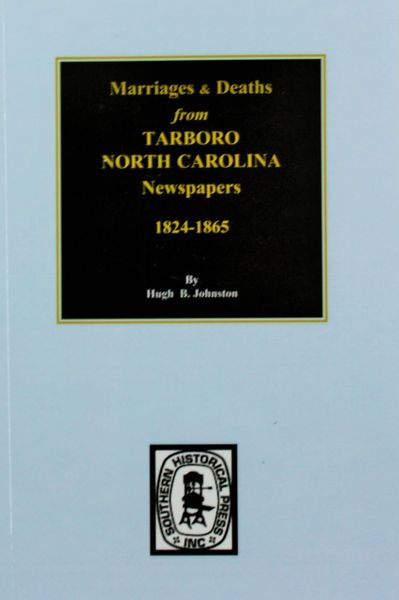 Marriages & Deaths
from
TARBORO
NORTH CAROLINA
Newspapers
1824-1865
By
Hugh B. Johnston
SOUTHERN HISTORICAL PRESS
INC